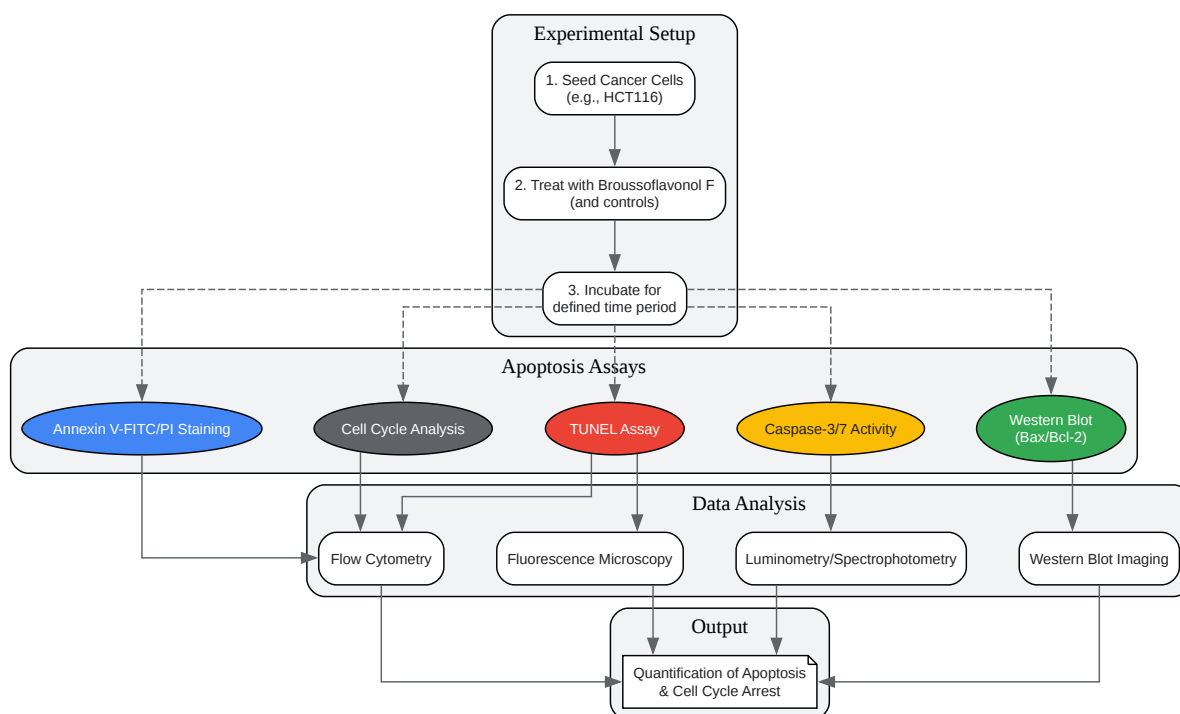 Experimental Setup
1. Seed Cancer Cells
(e.g., HCT116)
2. Treat with Broussoflavonol F
(and controls)
3. Incubate for
defined time period
Apoptosis Assays
Annexin V-FITC/PI Staining
Cell Cycle Analysis
TUNEL Assay
Caspase-3/7 Activity
Western Blot
(Bax/Bcl-2)
Data Analysis
Flow Cytometry
Fluorescence Microscopy
Luminometry/Spectrophotometry
Western Blot Imaging
Output
Quantification of Apoptosis
& Cell Cycle Arrest